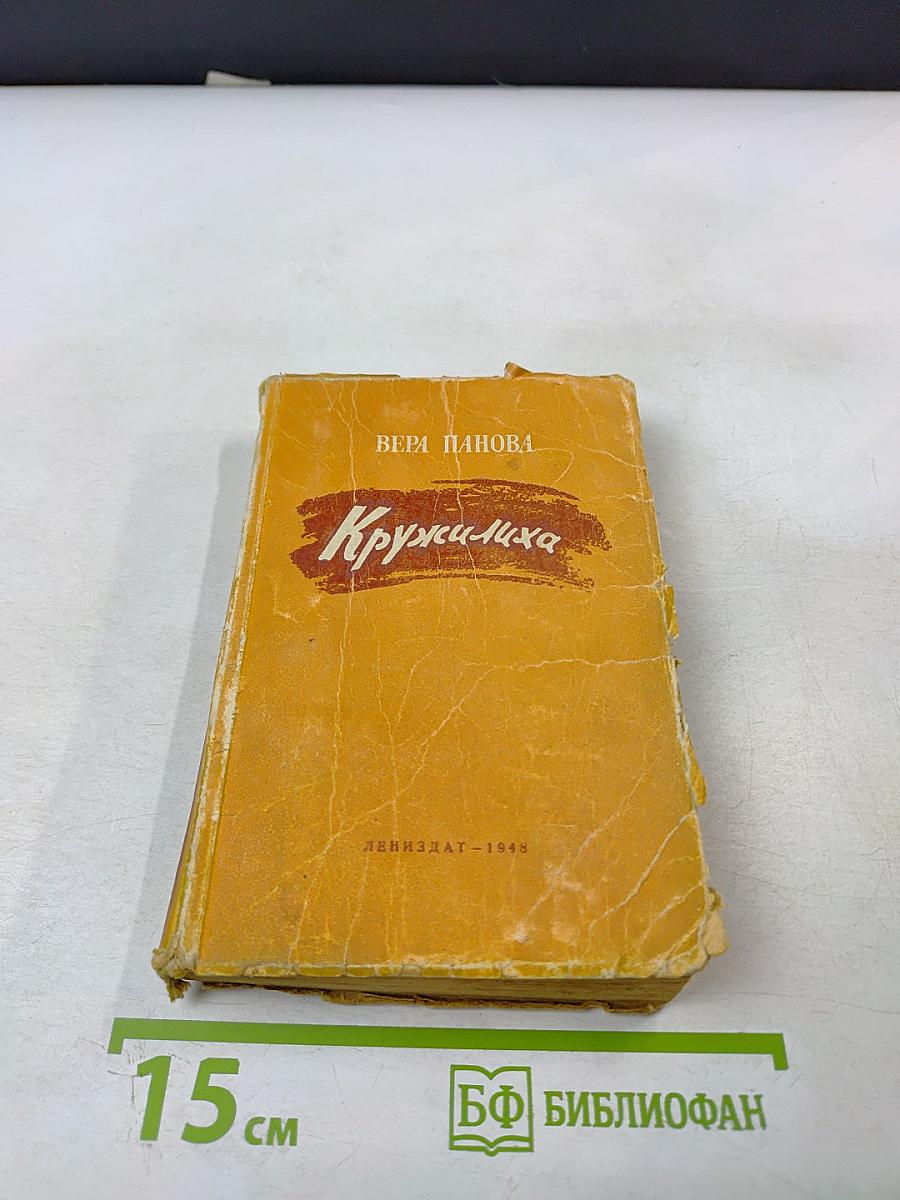 ВЕРА ПАНОВА
Кружилиха
ЛЕНИЗДАТ — 1948
15 см
БФ БИБЛИОФАН